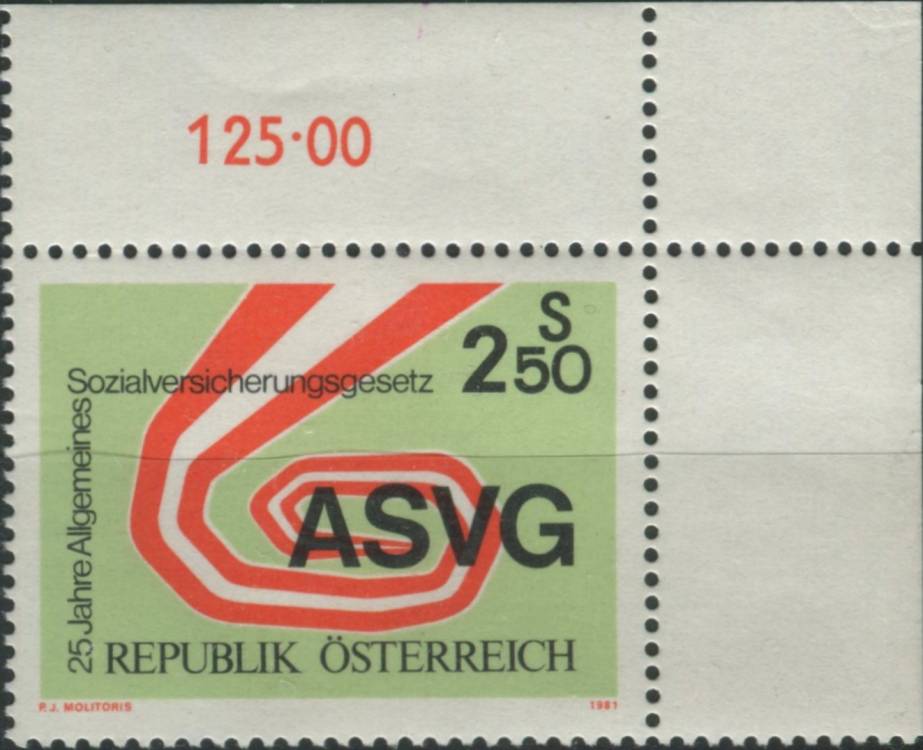 125·00
S
2 50
25 Jahre Allgemeines
Sozialversicherungsgesetz
ASVG
REPUBLIK ÖSTERREICH
P. J. MOLITORIS
1981